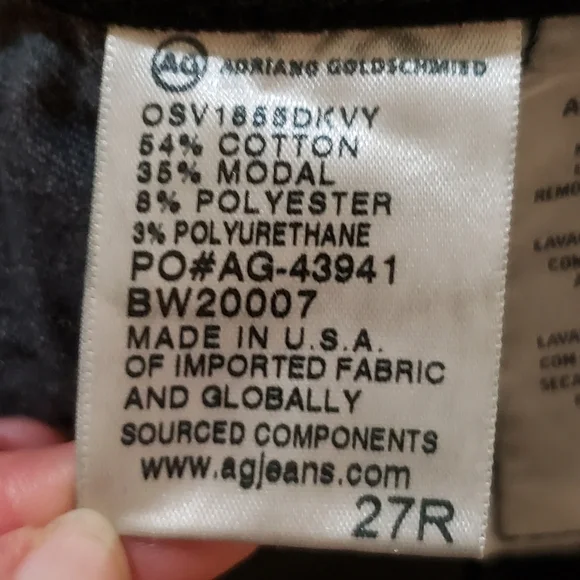 AG ADRIANO GOLDSCHMIED
OSV1855DKVY
54% COTTON
35% MODAL
8% POLYESTER
3% POLYURETHANE
PO#AG-43941
BW20007
MADE IN U.S.A.
OF IMPORTED FABRIC
AND GLOBALLY
SOURCED COMPONENTS
www.agjeans.com
27R